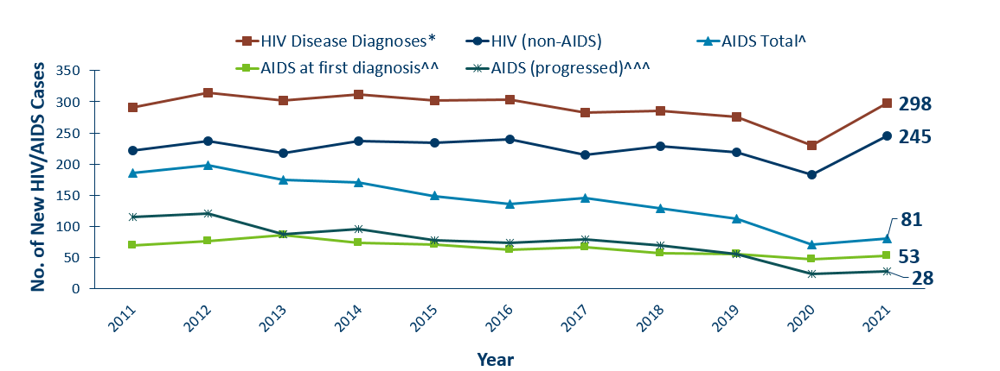 HIV Disease Diagnoses* HIV (non-AIDS) AIDS Total^
AIDS at first diagnosis^^ AIDS (progressed)^^^
No. of New HIV/AIDS Cases
350
300
250
200
150
100
50
0
298
245
81
53
28
2011 2012 2013 2014 2015 2016 2017 2018 2019 2020 2021
Year